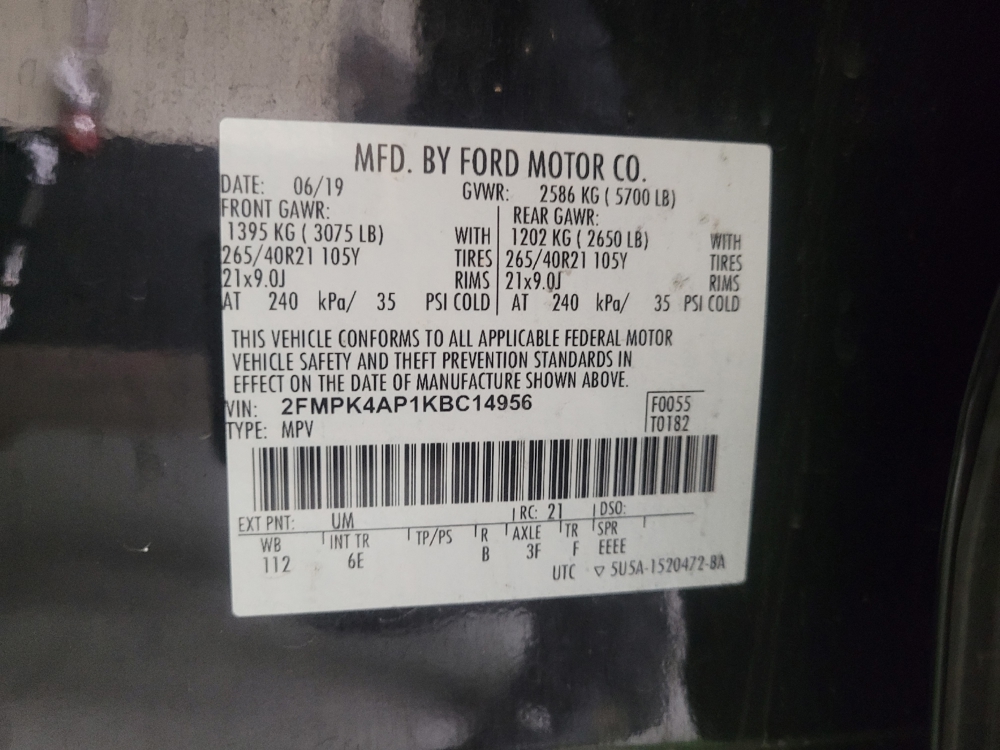 MFD. BY FORD MOTOR CO.
DATE: 06/19 GVWR: 2586 KG ( 5700 LB)
FRONT GAWR: REAR GAWR:
1395 KG ( 3075 LB) WITH 1202 KG ( 2650 LB) WITH
265/40R21 105Y TIRES 265/40R21 105Y TIRES
21x9.0J RIMS 21x9.0J RIMS
AT 240 kPa/ 35 PSI COLD AT 240 kPa/ 35 PSI COLD
THIS VEHICLE CONFORMS TO ALL APPLICABLE FEDERAL MOTOR
VEHICLE SAFETY AND THEFT PREVENTION STANDARDS IN
EFFECT ON THE DATE OF MANUFACTURE SHOWN ABOVE.
VIN: 2FMPK4AP1KBC14956 F0055
TYPE: MPV T0182
EXT PNT: UM RC: 21 DSO:
WB INT TR TP/PS R AXLE TR SPR
112 6E B 3F F EEEE
UTC ▽ 5U5A-1520472-BA